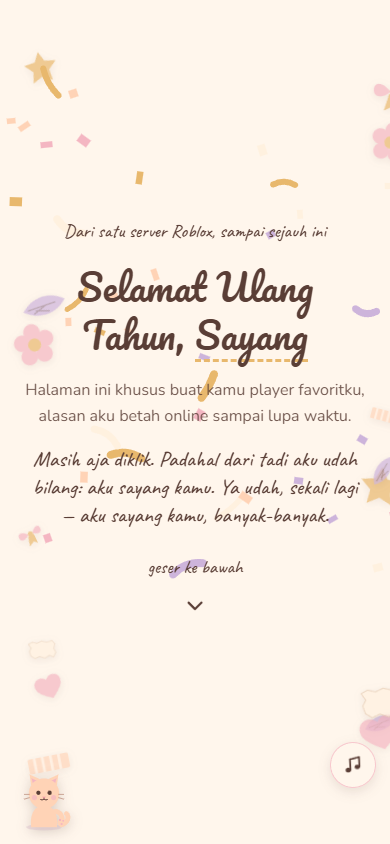 Dari satu server Roblox, sampai sejauh ini
Selamat Ulang
Tahun, Sayang
Halaman ini khusus buat kamu player favoritku,
alasan aku betah online sampai lupa waktu.
Masih aja diklik. Padahal dari tadi aku udah
bilang: aku sayang kamu. Ya udah, sekali lagi
— aku sayang kamu, banyak-banyak.
geser ke bawah